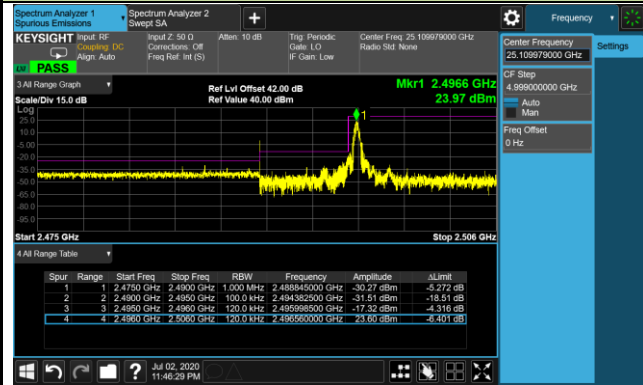 Spectrum Analyzer 1
Spurious Emissions
Spectrum Analyzer 2
Swept SA
Frequency
KEYSIGHT
Input: RF
Coupling: DC
Align: Auto
Input Z: 50 Ω
Corrections: Off
Freq Ref: Int (S)
Atten: 10 dB
Trig: Periodic
Gate: LO
IF Gain: Low
Center Freq: 25.109979000 GHz
Radio Std: None
LM PASS
Center Frequency
25.109979000 GHz
Settings
CF Step
4.999000000 GHz
Auto
Man
Freq Offset
0 Hz
3 All Range Graph
Scale/Div 15.0 dB
Ref Lvl Offset 42.00 dB
Ref Value 40.00 dBm
Mkr1 2.4966 GHz
23.97 dBm
Log
25.0
10.0
-5.00
-20.0
-35.0
-50.0
-65.0
-80.0
-95.0
1
Start 2.475 GHz
Stop 2.506 GHz
4 All Range Table
Spur Range Start Freq Stop Freq RBW Frequency Amplitude ΔLimit
1 1 2.4750 GHz 2.4900 GHz 1.000 MHz 2.488845000 GHz -30.27 dBm -5.272 dB
2 2 2.4900 GHz 2.4950 GHz 100.0 kHz 2.494382500 GHz -31.51 dBm -18.51 dB
3 3 2.4950 GHz 2.4960 GHz 120.0 kHz 2.495998500 GHz -17.32 dBm -4.316 dB
4 4 2.4960 GHz 2.5060 GHz 120.0 kHz 2.496560000 GHz 23.60 dBm -6.401 dB
?
Jul 02, 2020
11:46:29 PM